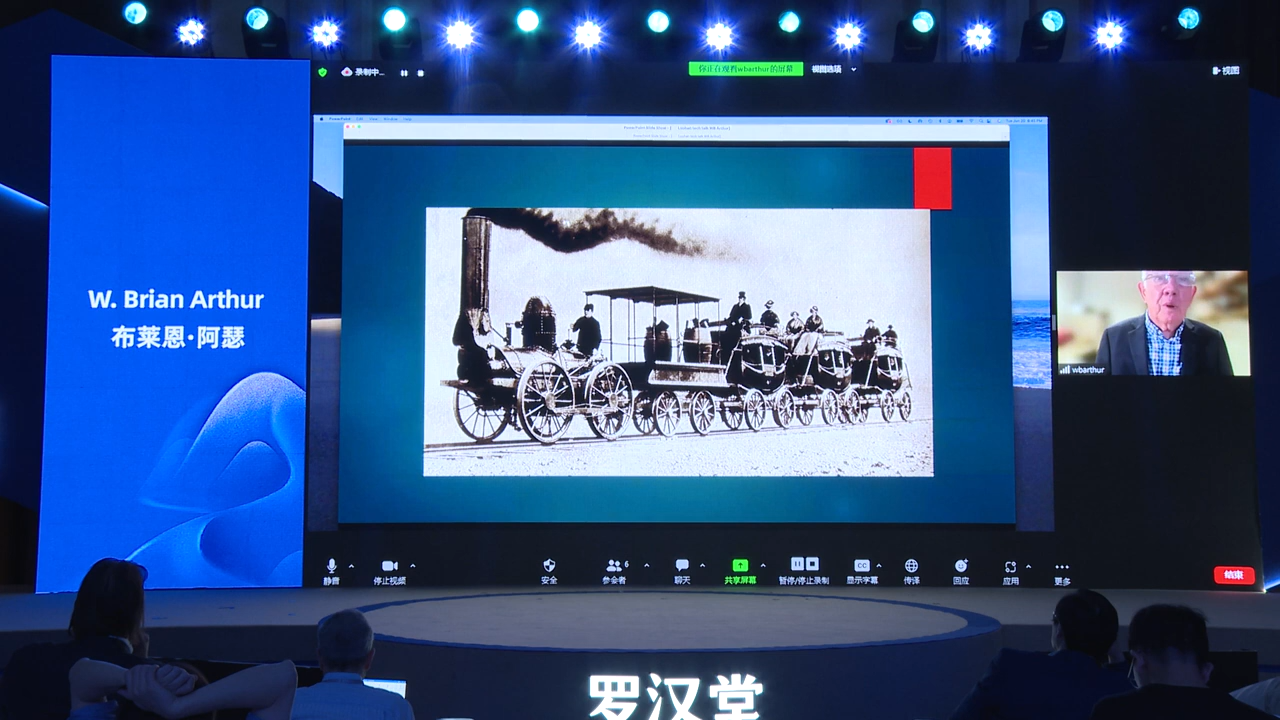 录制中...
你正在观看wbarthur的屏幕
视图选项
视图
W. Brian Arthur
布莱恩·阿瑟
wbarthur
静音
停止视频
安全
参会者
6
聊天
共享屏幕
暂停/停止录制
CC
显示字幕
传译
回应
应用
更多
结束
罗汉堂